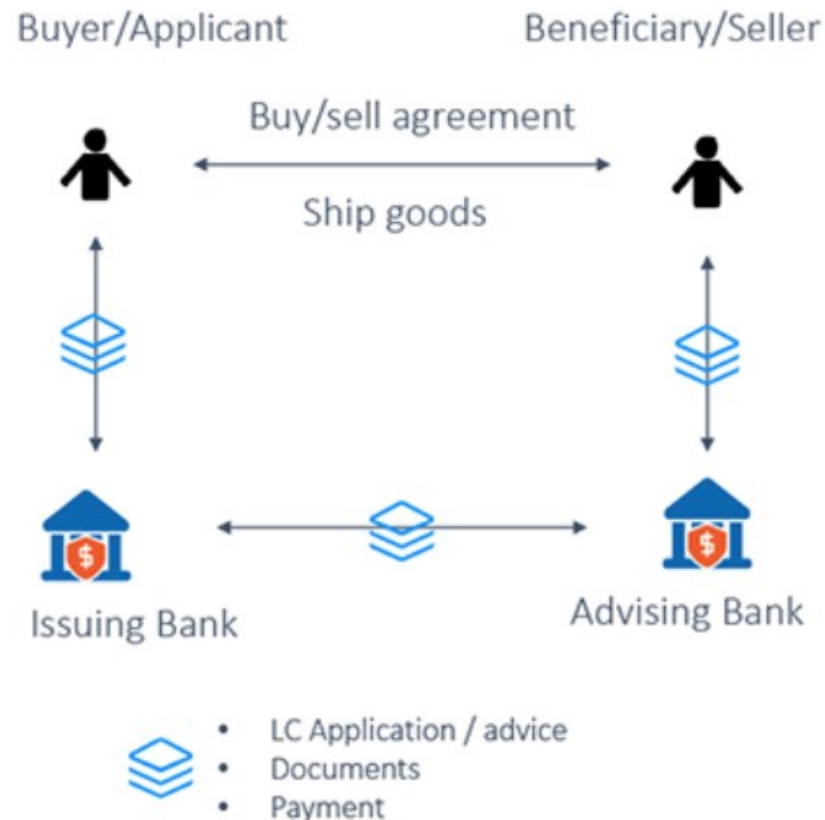 Buyer/Applicant
Beneficiary/Seller
Buy/sell agreement
Ship goods
$
$
Issuing Bank
Advising Bank
• LC Application / advice
• Documents
• Payment